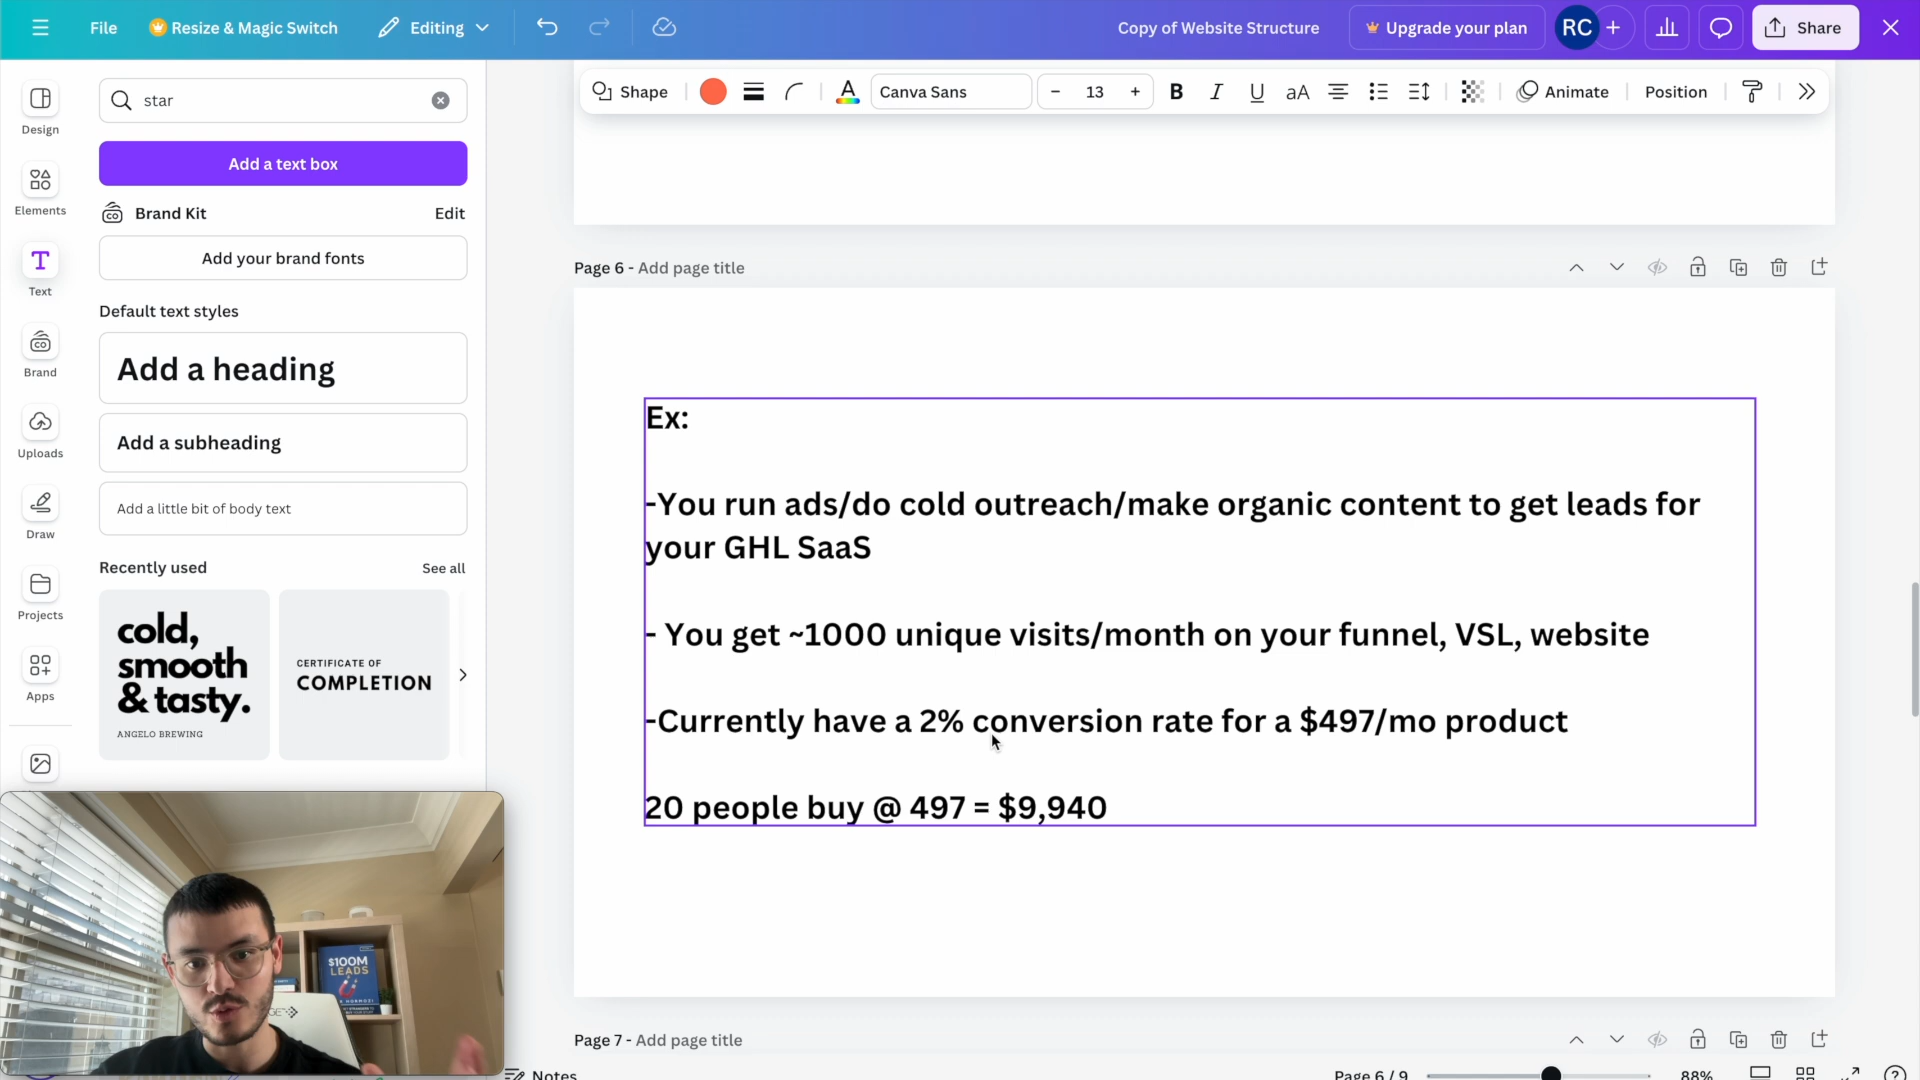 File
Resize & Magic Switch
Editing
Copy of Website Structure
Upgrade your plan
RC
Share
star
Shape
Canva Sans
13
B
I
U
aA
Animate
Position
Design
Elements
Text
Brand
Uploads
Draw
Projects
Apps
Add a text box
Brand Kit
Edit
Add your brand fonts
Default text styles
Add a heading
Add a subheading
Add a little bit of body text
Recently used
See all
cold,
smooth
& tasty.
ANGELO BREWING
CERTIFICATE OF
COMPLETION
Page 6 - Add page title
Ex:
-You run ads/do cold outreach/make organic content to get leads for
your GHL SaaS
- You get ~1000 unique visits/month on your funnel, VSL, website
-Currently have a 2% conversion rate for a $497/mo product
20 people buy @ 497 = $9,940
Page 7 - Add page title
Notes
Page 6 / 9
88%
$100M
LEADS